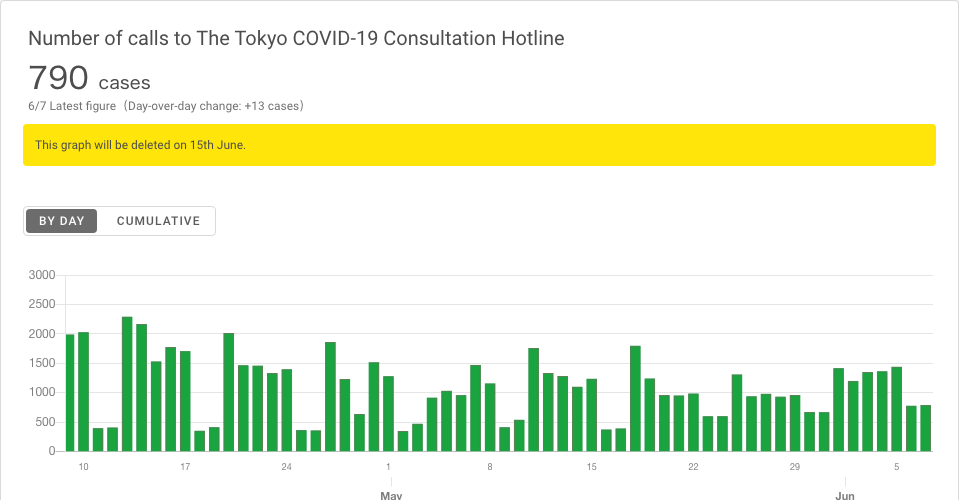 Number of calls to The Tokyo COVID-19 Consultation Hotline
790 cases
6/7 Latest figure（Day-over-day change: +13 cases）
This graph will be deleted on 15th June.
BY DAY CUMULATIVE
3000
2500
2000
1500
1000
500
0
10 17 24 1 8 15 22 29 5
May Jun